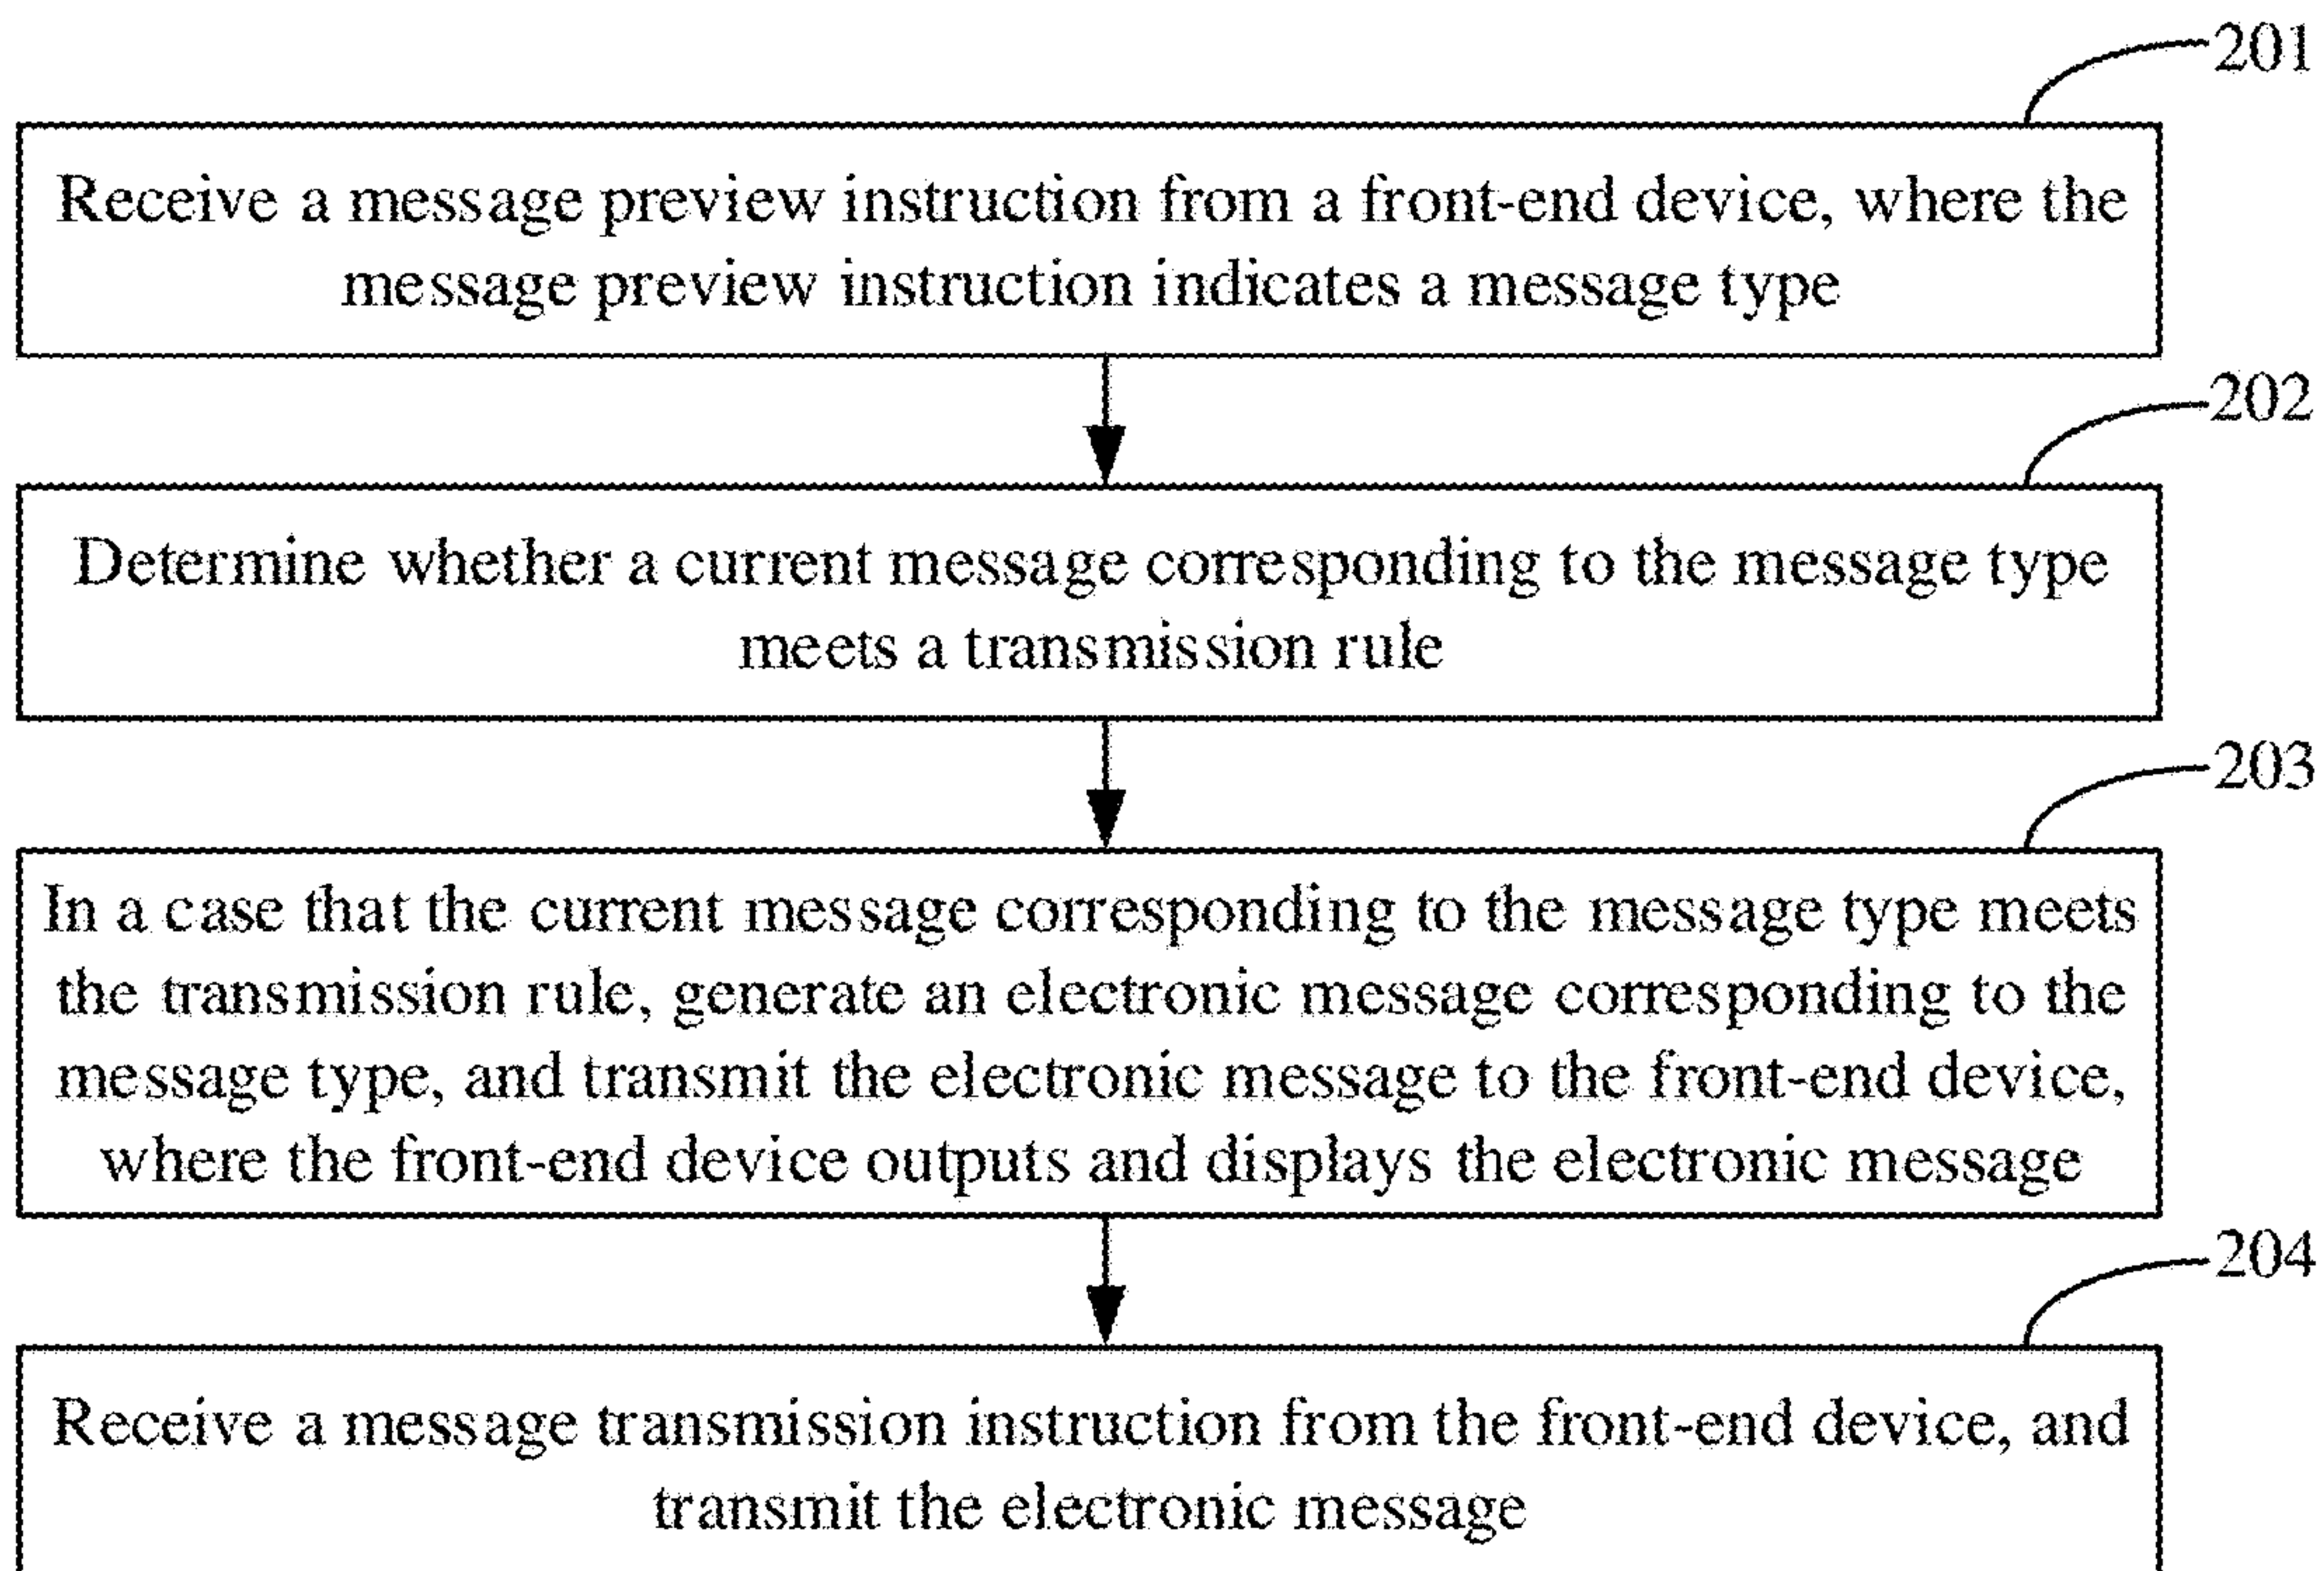 201
Receive a message preview instruction from a front-end device, where the
message preview instruction indicates a message type
202
Determine whether a current message corresponding to the message type
meets a transmission rule
203
In a case that the current message corresponding to the message type meets
the transmission rule, generate an electronic message corresponding to the
message type, and transmit the electronic message to the front-end device,
where the front-end device outputs and displays the electronic message
204
Receive a message transmission instruction from the front-end device, and
transmit the electronic message